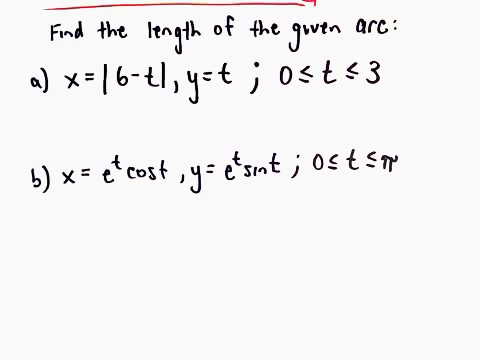 Find the length of the given arc:
a) x = |6-t|, y = t ; 0 ≤ t ≤ 3
b) x = e^t cost, y = e^t sint ; 0 ≤ t ≤ π